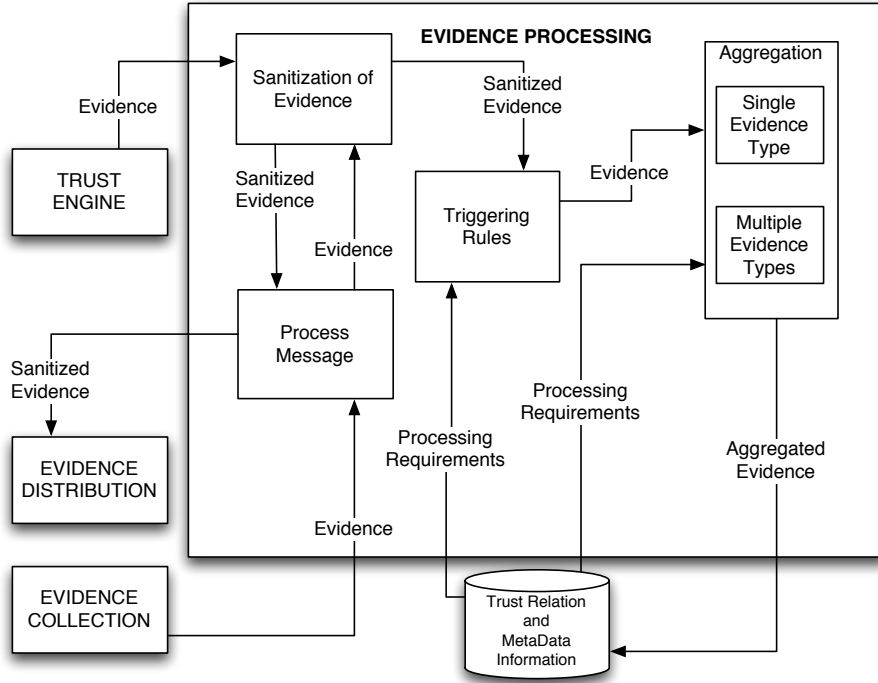 EVIDENCE PROCESSING
Sanitization of
Evidence
Sanitized
Evidence
Aggregation
Single
Evidence
Type
Multiple
Evidence
Types
Evidence
TRUST
ENGINE
Sanitized
Evidence
Evidence
Triggering
Rules
Evidence
Process
Message
Sanitized
Evidence
Processing
Requirements
Processing
Requirements
Aggregated
Evidence
EVIDENCE
DISTRIBUTION
Evidence
EVIDENCE
COLLECTION
Trust Relation
and
MetaData
Information